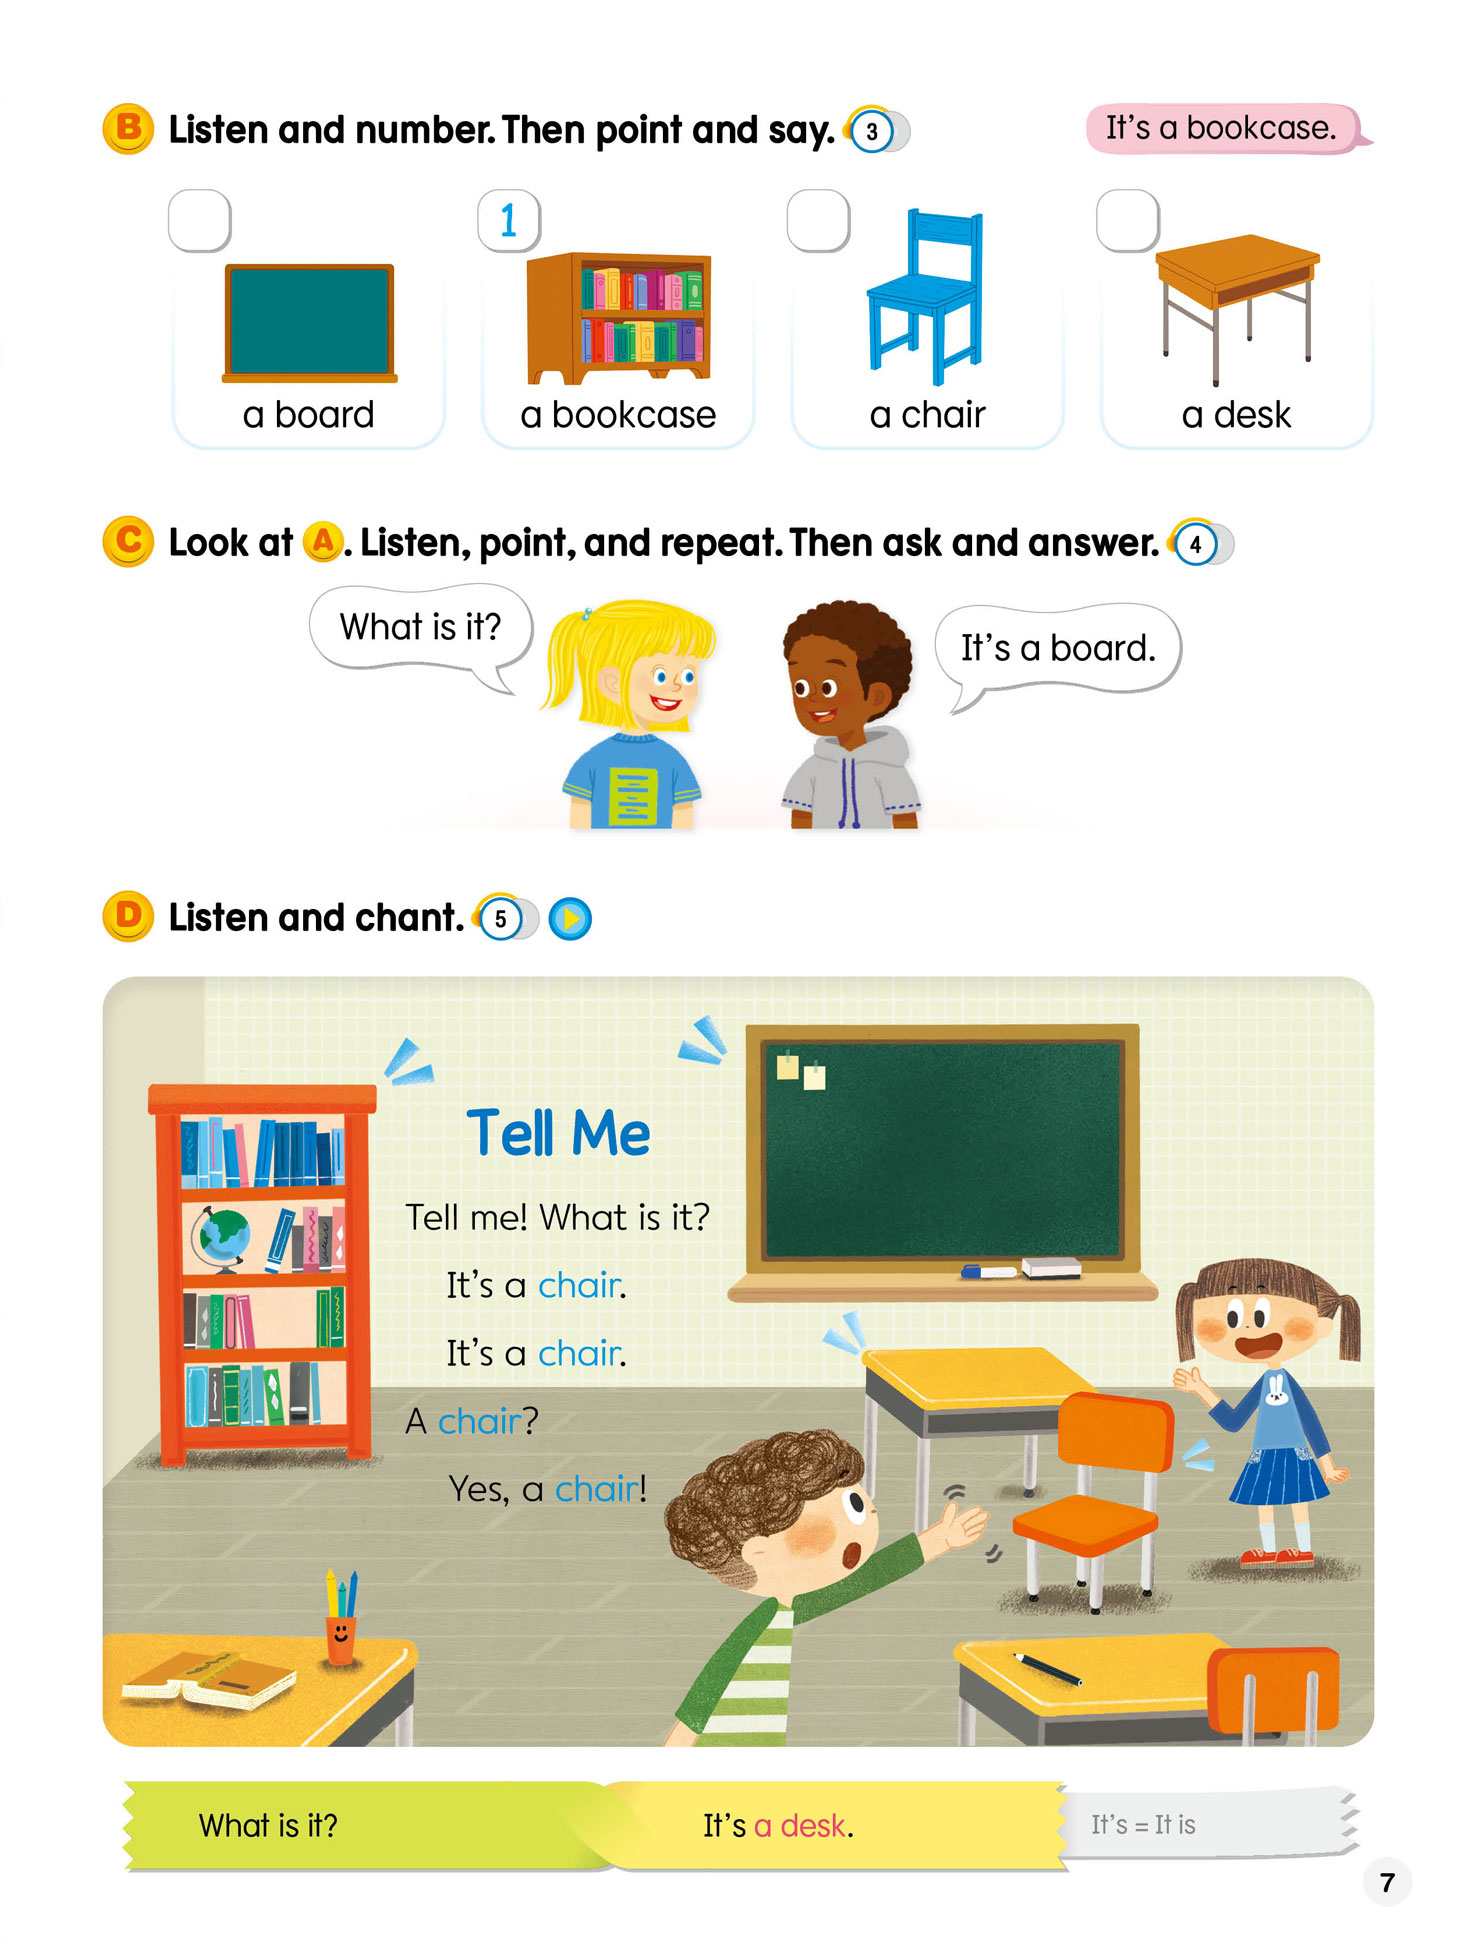 B Listen and number. Then point and say. 3
It's a bookcase.
1
a board
a bookcase
a chair
a desk
C Look at A. Listen, point, and repeat. Then ask and answer. 4
What is it?
It's a board.
D Listen and chant. 5
Tell Me
Tell me! What is it?
It's a chair.
It's a chair.
A chair?
Yes, a chair!
What is it?
It's a desk.
It's = It is
7